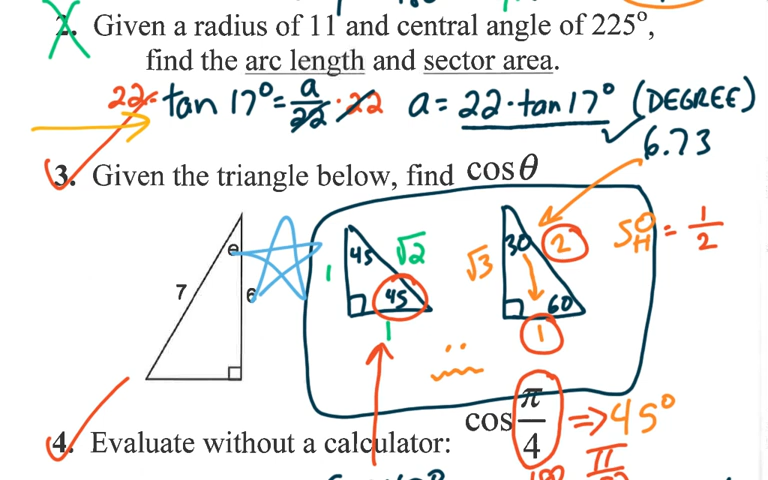 2. Given a radius of 11 and central angle of 225°,
find the arc length and sector area.
22· tan 17° = a/22 · 22 a = 22 · tan 17° (DEGREE)
6.73
3. Given the triangle below, find cos θ
7 θ 6
45 √2 1 45 1
30 2 √3 60 1
S O/H = 1/2
4. Evaluate without a calculator: cos π/4 => 45°
π